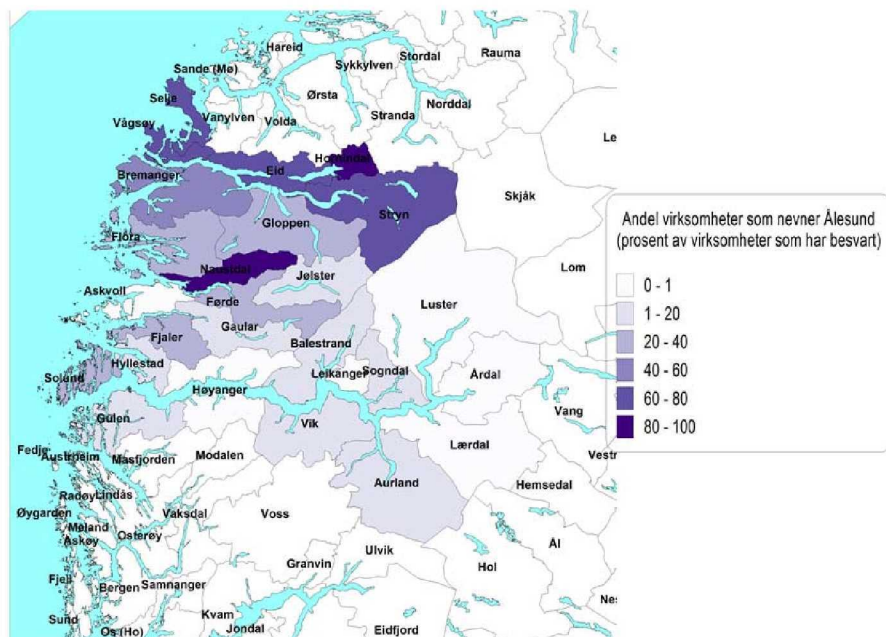 Hareid
Rauma
Stordal
Sykkylven
Sande (Mø)
Ørsta
Norddal
Selje
Stranda
Vanylven
Volda
Vågsøy
Le
Hornindal
Eid
Bremanger
Skjåk
Stryn
Gloppen
Flora
Lom
Naustdal
Jølster
Askvoll
Førde
Luster
Gaular
Fjaler
Balestrand
Hyllestad
Leikanger
Sogndal
Årdal
Solund
Høyanger
Vang
Gulen
Vik
Lærdal
Fedje
Modalen
Austrheim
Masfjorden
Vestr
Aurland
Hemsedal
Radøy
Lindås
Øygarden
Vaksdal
Voss
Meland
Osterøy
Askøy
Ål
Ulvik
Granvin
Hol
Fjell
Samnanger
Bergen
Nes
Kvam
Sund
Os (Ho)
Jondal
Eidfjord
Andel virksomheter som nevner Ålesund
(prosent av virksomheter som har besvart)
0 - 1
1 - 20
20 - 40
40 - 60
60 - 80
80 - 100